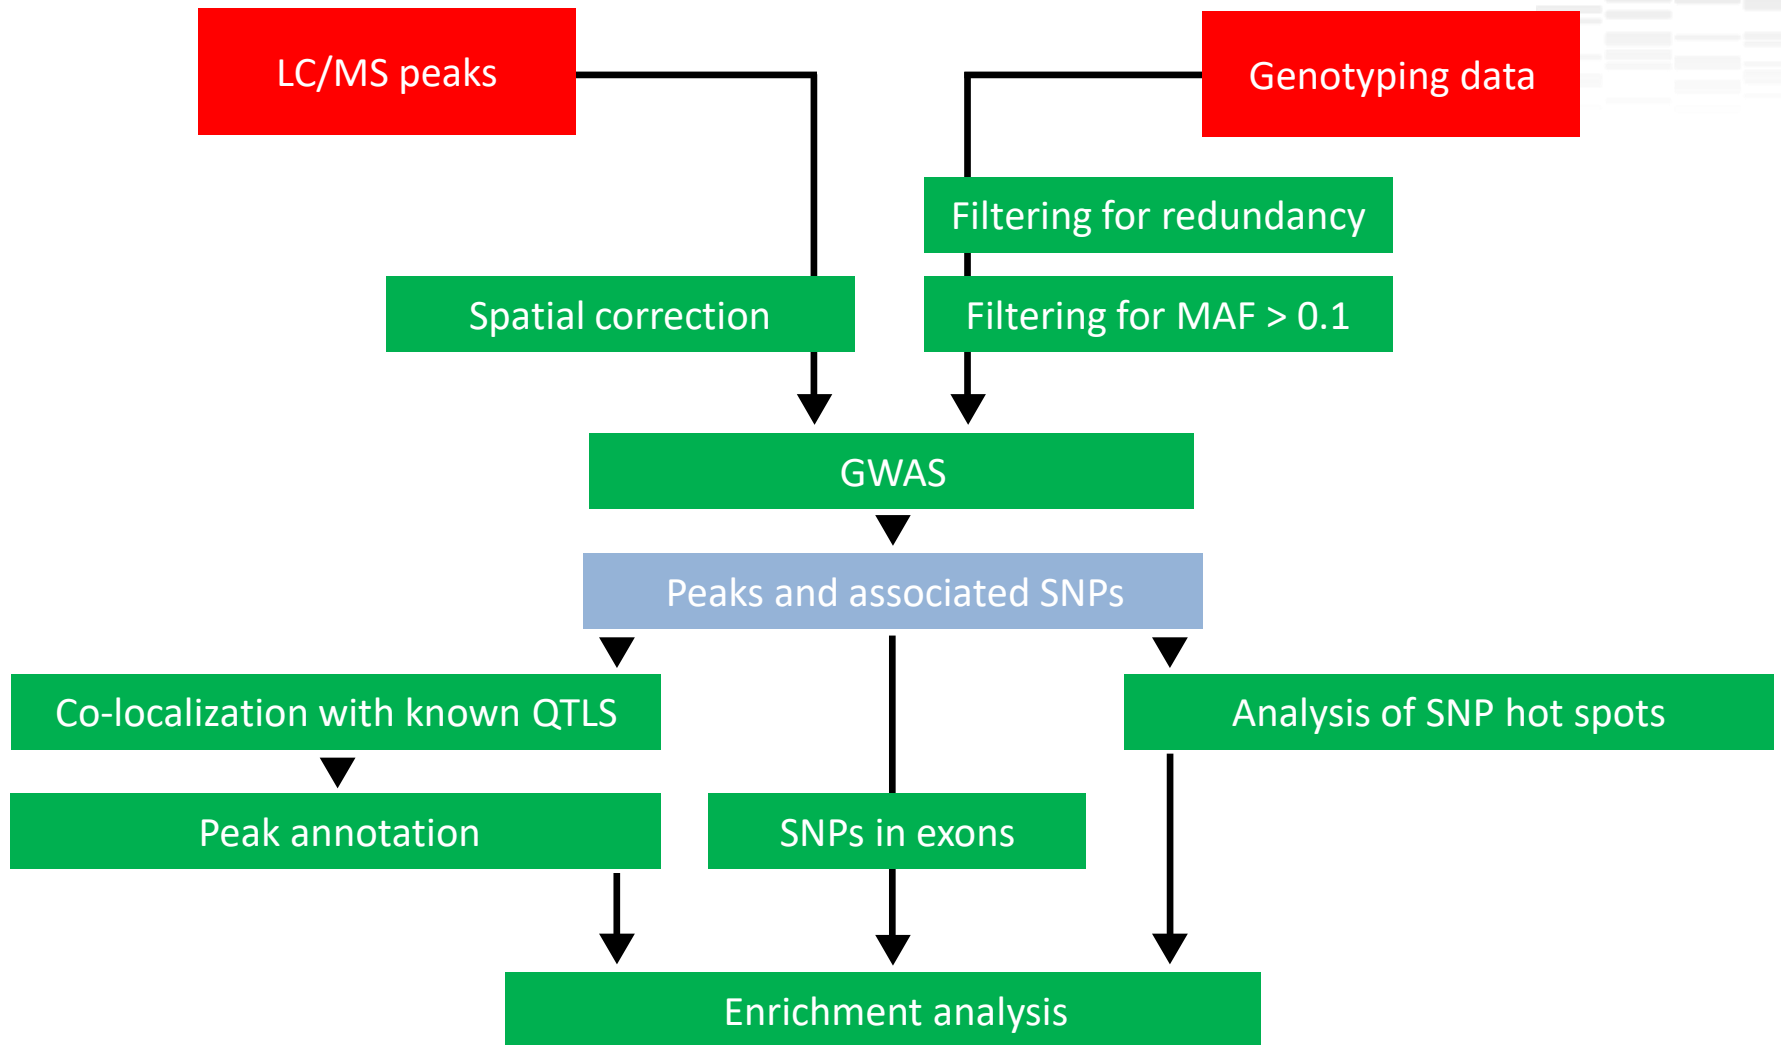 LC/MS peaks
Genotyping data
Filtering for redundancy
Spatial correction
Filtering for MAF > 0.1
GWAS
Peaks and associated SNPs
Co-localization with known QTLS
Analysis of SNP hot spots
Peak annotation
SNPs in exons
Enrichment analysis